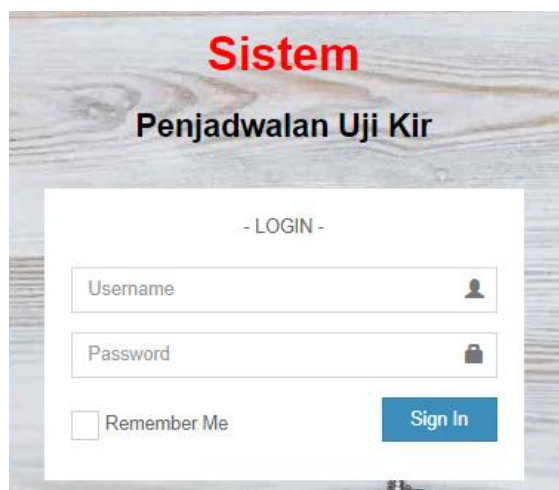 Sistem
Penjadwalan Uji Kir
- LOGIN -
Username
Password
Remember Me
Sign In